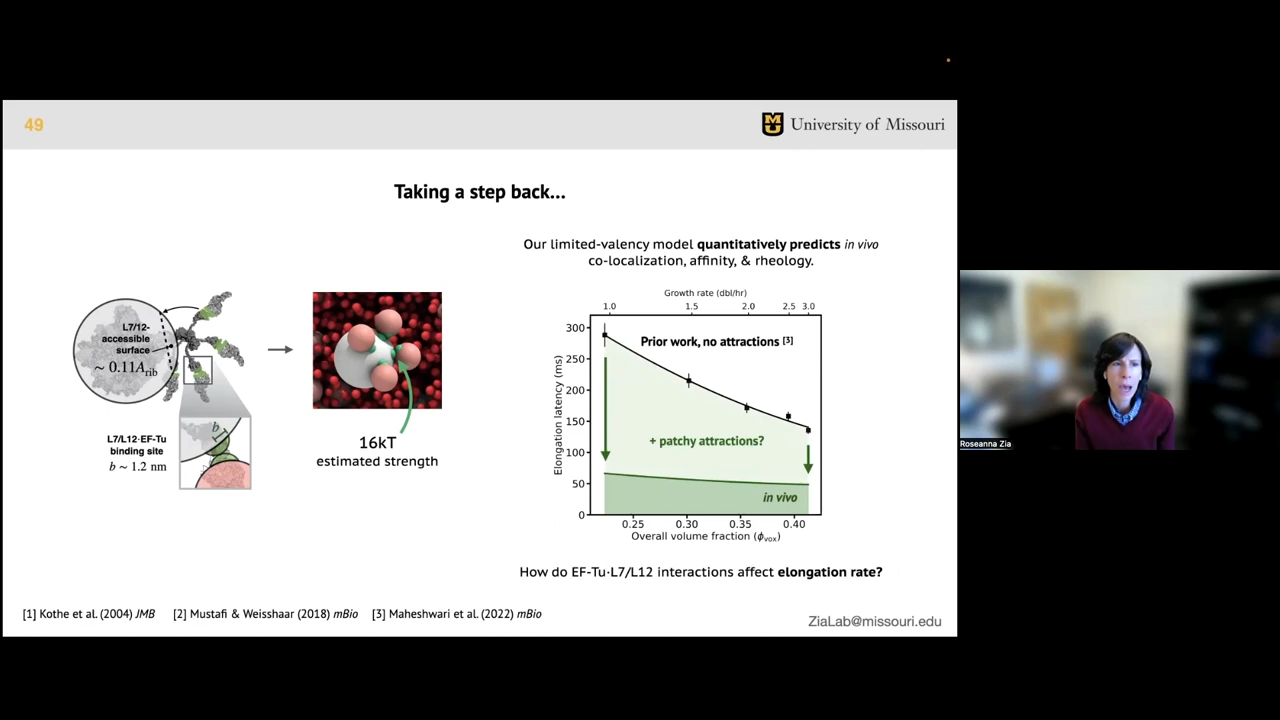 49
University of Missouri
Taking a step back...
Our limited-valency model quantitatively predicts in vivo
co-localization, affinity, & rheology.
L7/12-
accessible
surface
~ 0.11A_rib
L7/L12·EF-Tu
binding site
b ~ 1.2 nm
b
16kT
estimated strength
Growth rate (dbl/hr)
1.0 1.5 2.0 2.5 3.0
Elongation latency (ms)
300
250
200
150
100
50
0
Prior work, no attractions [3]
+ patchy attractions?
in vivo
0.25 0.30 0.35 0.40
Overall volume fraction (ϕ_vox)
How do EF-Tu·L7/L12 interactions affect elongation rate?
[1] Kothe et al. (2004) JMB [2] Mustafi & Weisshaar (2018) mBio [3] Maheshwari et al. (2022) mBio
ZiaLab@missouri.edu
Roseanna Zia